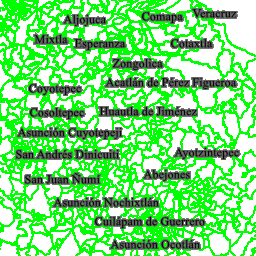 Aljojuca
Comapa
Veracruz
Mixtla
Esperanza
Cotaxtla
Zongolica
Acatlán de Pérez Figueroa
Coyotepec
Cosoltepec
Huautla de Jiménez
Asunción Cuyotepeji
San Andrés Dinicuiti
Ayotzintepec
San Juan Ñumí
Abejones
Asunción Nochixtlán
Cuilápam de Guerrero
Asunción Ocotlán